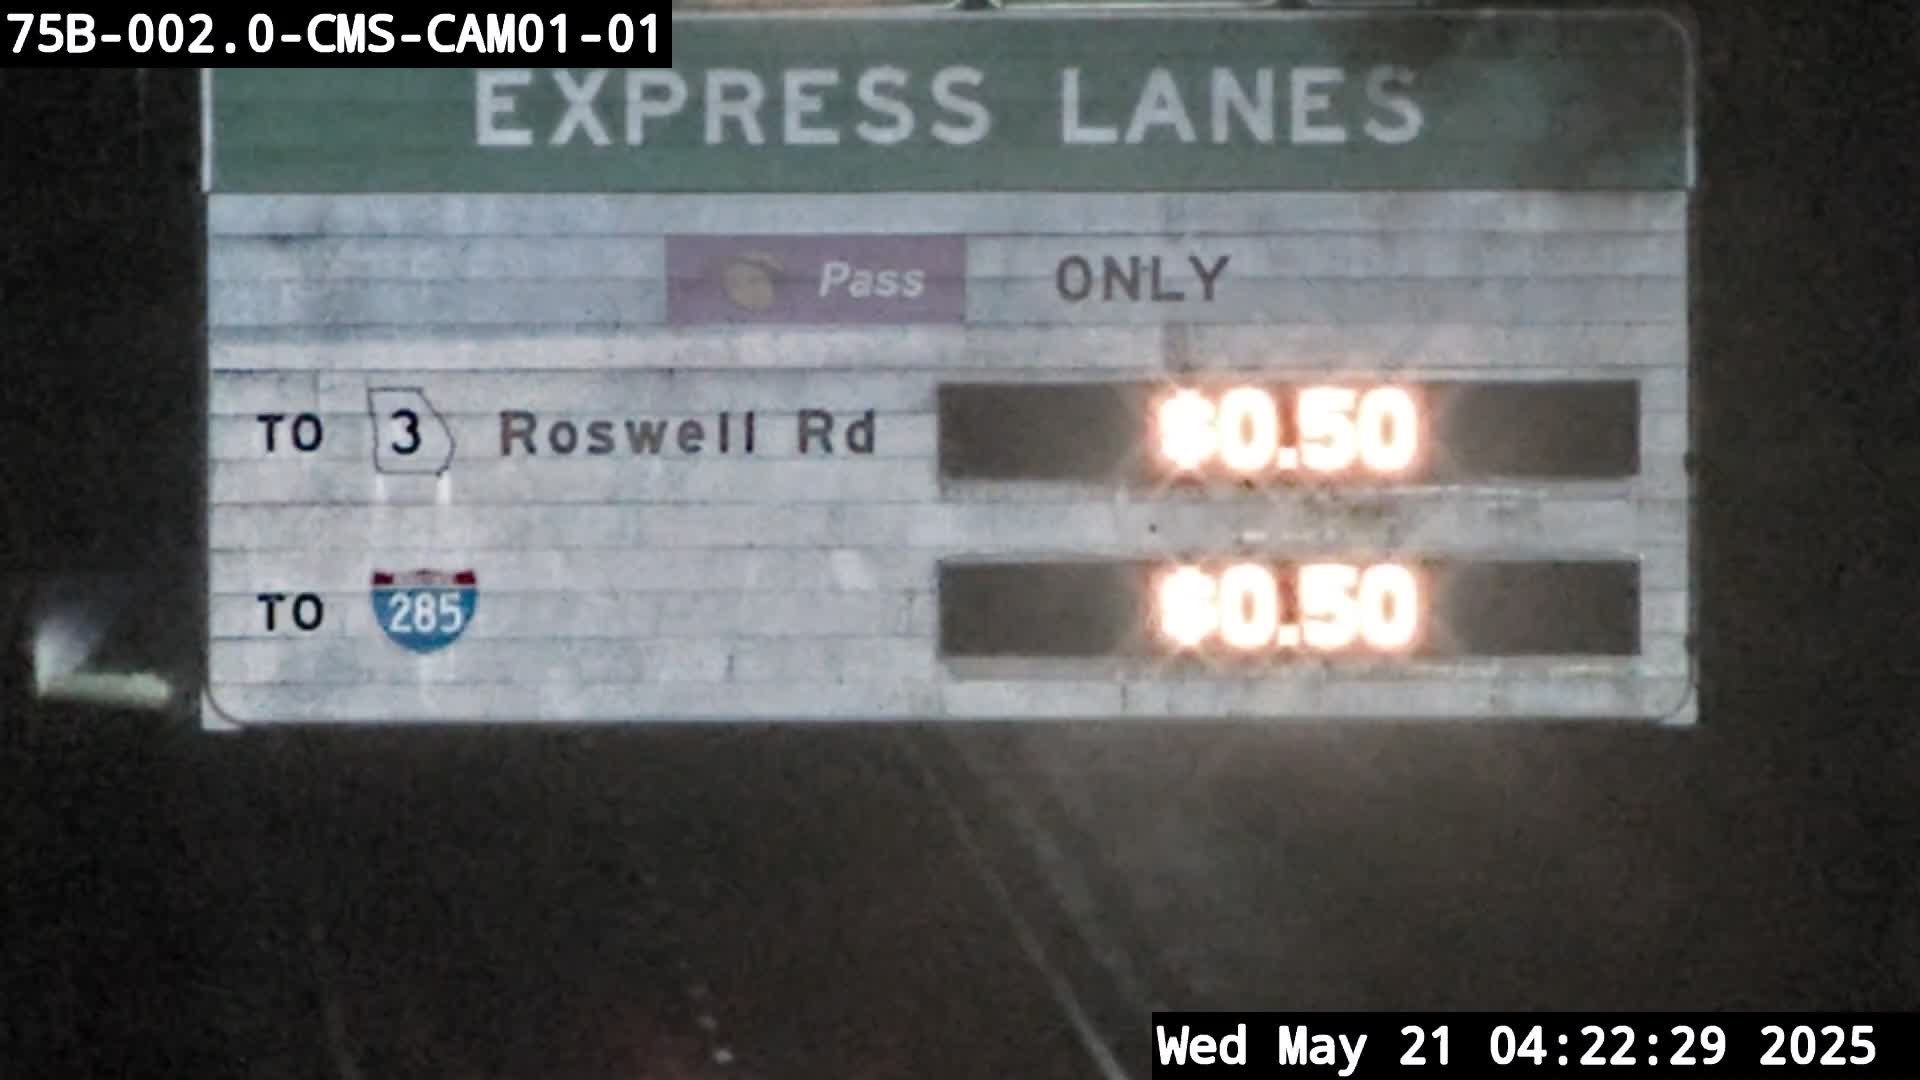 75B-002.0-CMS-CAM01-01
EXPRESS LANES
Pass ONLY
TO 3 Roswell Rd $0.50
TO 285 $0.50
Wed May 21 04:22:29 2025